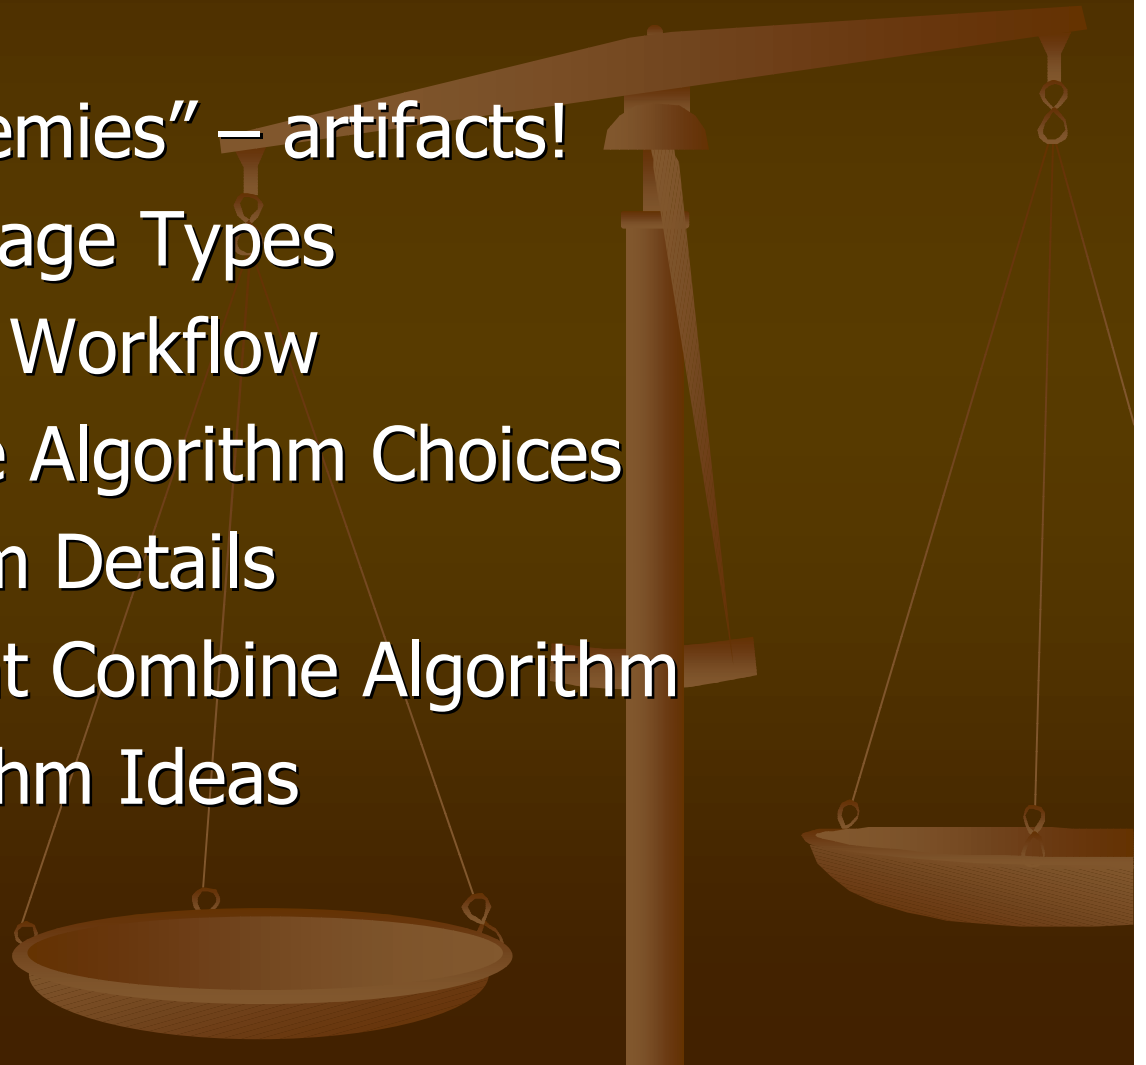 emies” – artifacts!
age Types
Workflow
e Algorithm Choices
m Details
t Combine Algorithm
hm Ideas